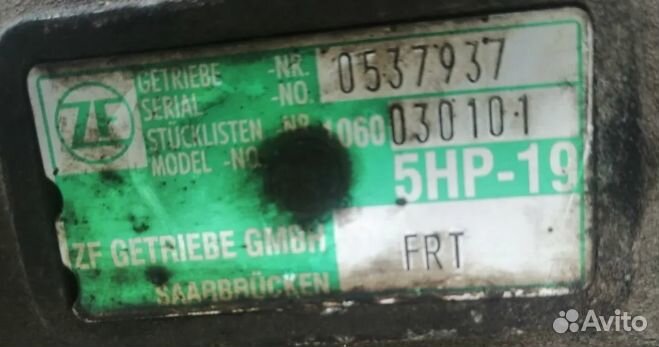 ZF
GETRIEBE -NR. 0537937
SERIAL -NO.
STÜCKLISTEN -NR. 1060 030101
MODEL -NO.
5HP-19
ZF GETRIEBE GMBH
FRT
SAARBRÜCKEN
Avito